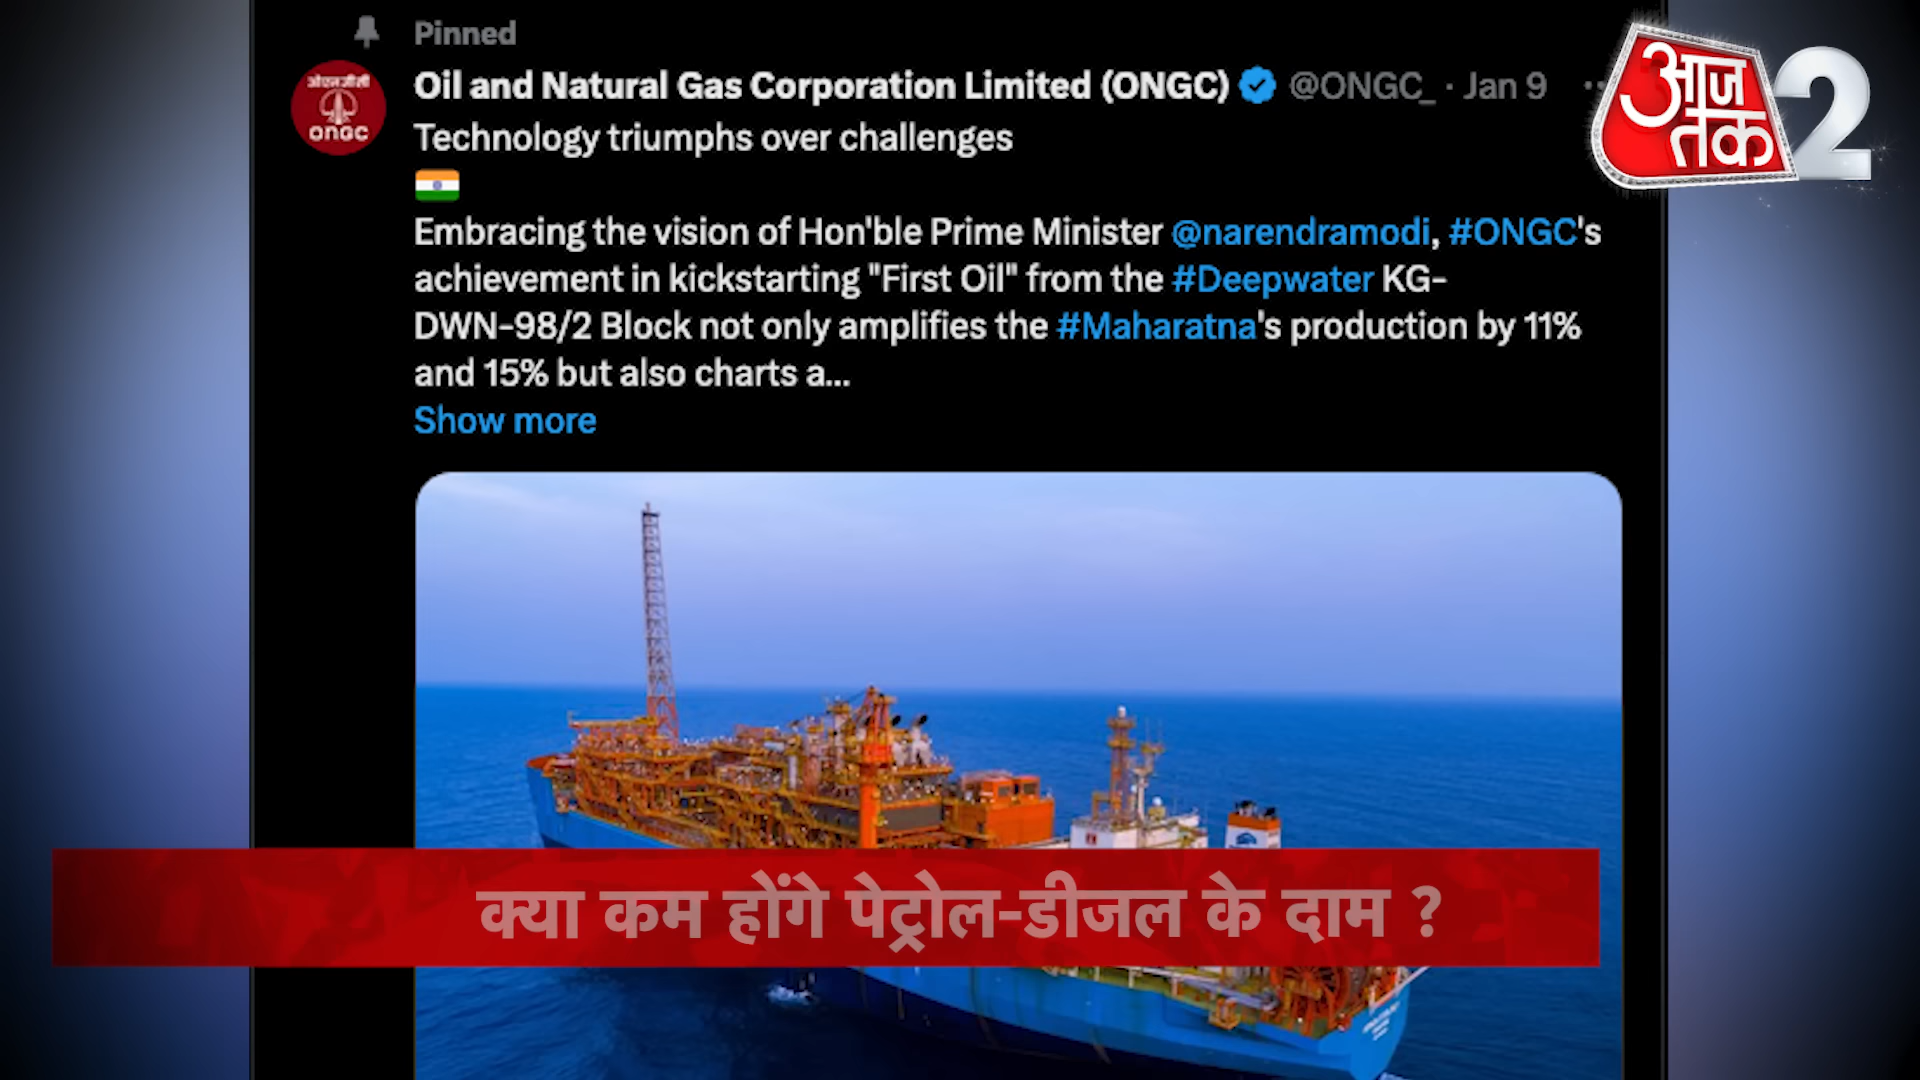 Pinned
Oil and Natural Gas Corporation Limited (ONGC) @ONGC_ · Jan 9
Technology triumphs over challenges
Embracing the vision of Hon'ble Prime Minister @narendramodi, #ONGC's
achievement in kickstarting "First Oil" from the #Deepwater KG-
DWN-98/2 Block not only amplifies the #Maharatna's production by 11%
and 15% but also charts a...
Show more
ओएनजीसी
ongc
आज
तक
2
क्या कम होंगे पेट्रोल-डीजल के दाम ?